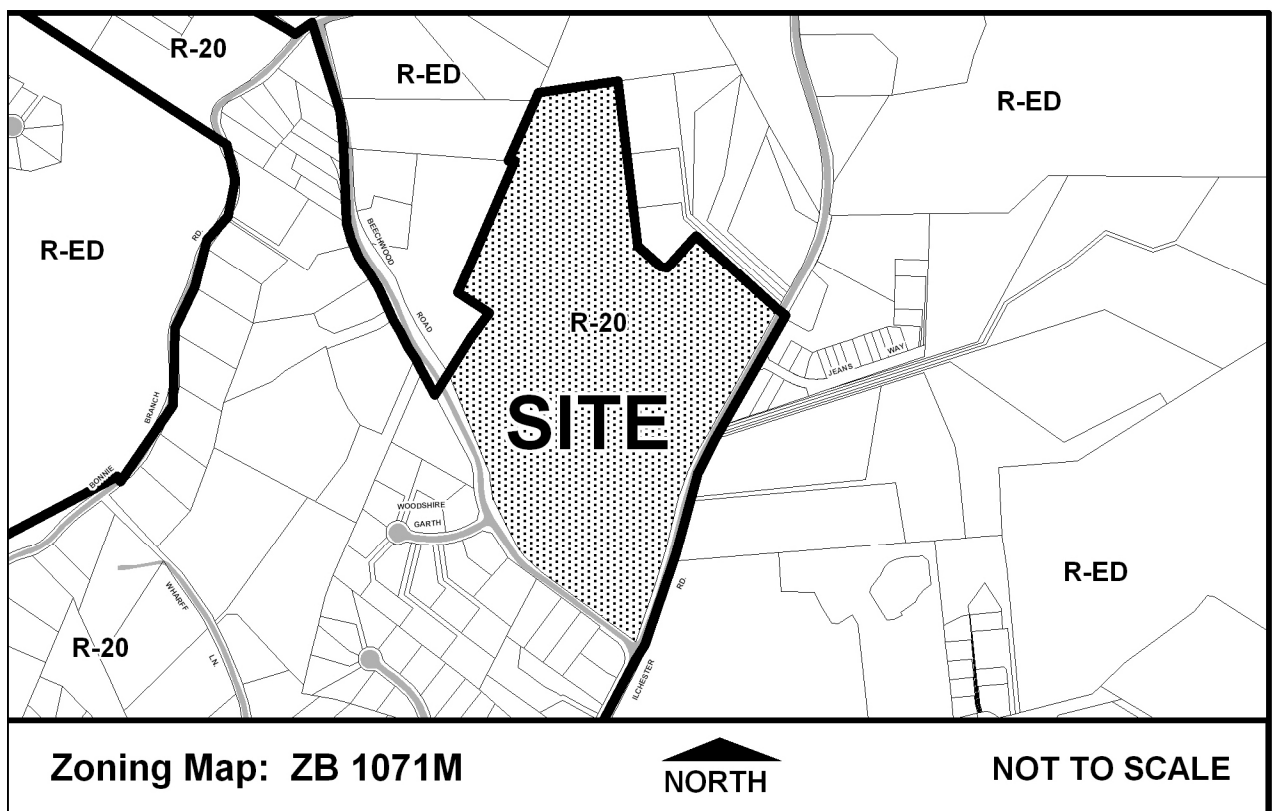 R-20
R-ED
R-ED
BEECHWOOD
ROAD
R-ED
RD.
R-20
JEANS WAY
SITE
BRANCH
BONNIE
WOODSHIRE
GARTH
R-ED
RD.
WHARFF
LN.
R-20
ILCHESTER
Zoning Map: ZB 1071M
NORTH
NOT TO SCALE